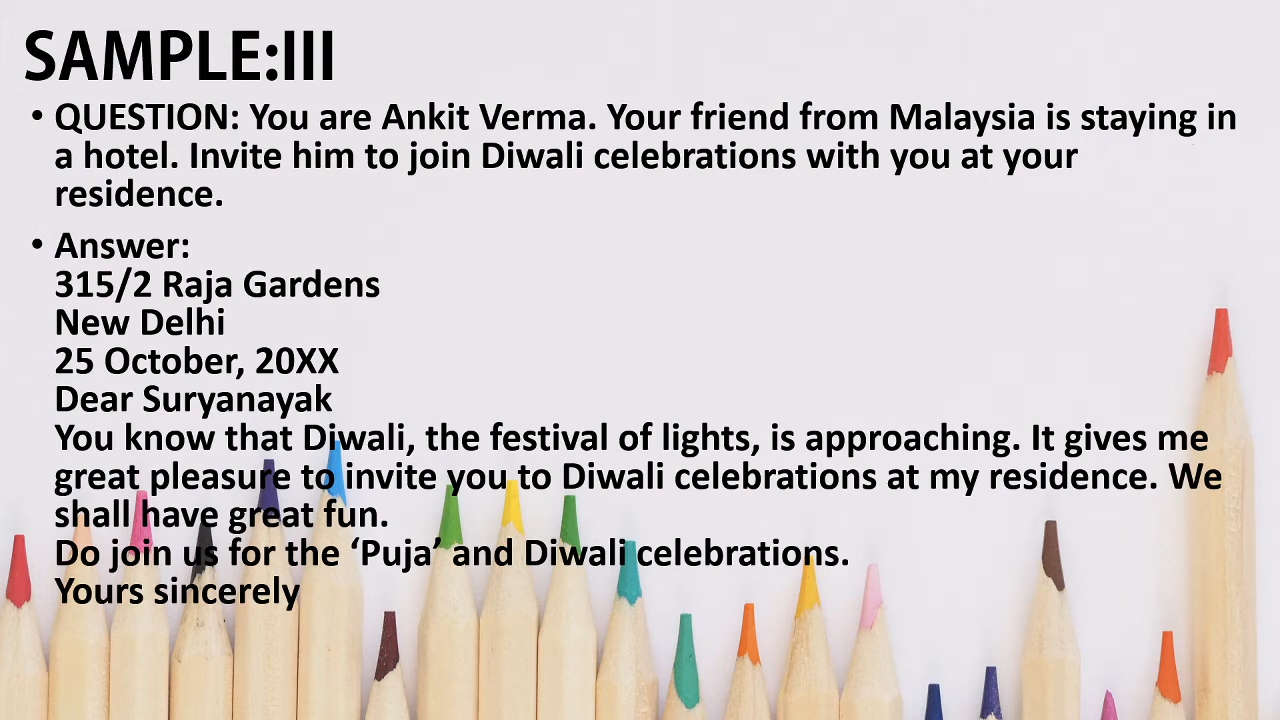 SAMPLE:III
• QUESTION: You are Ankit Verma. Your friend from Malaysia is staying in
a hotel. Invite him to join Diwali celebrations with you at your
residence.
• Answer:
315/2 Raja Gardens
New Delhi
25 October, 20XX
Dear Suryanayak
You know that Diwali, the festival of lights, is approaching. It gives me
great pleasure to invite you to Diwali celebrations at my residence. We
shall have great fun.
Do join us for the ‘Puja’ and Diwali celebrations.
Yours sincerely